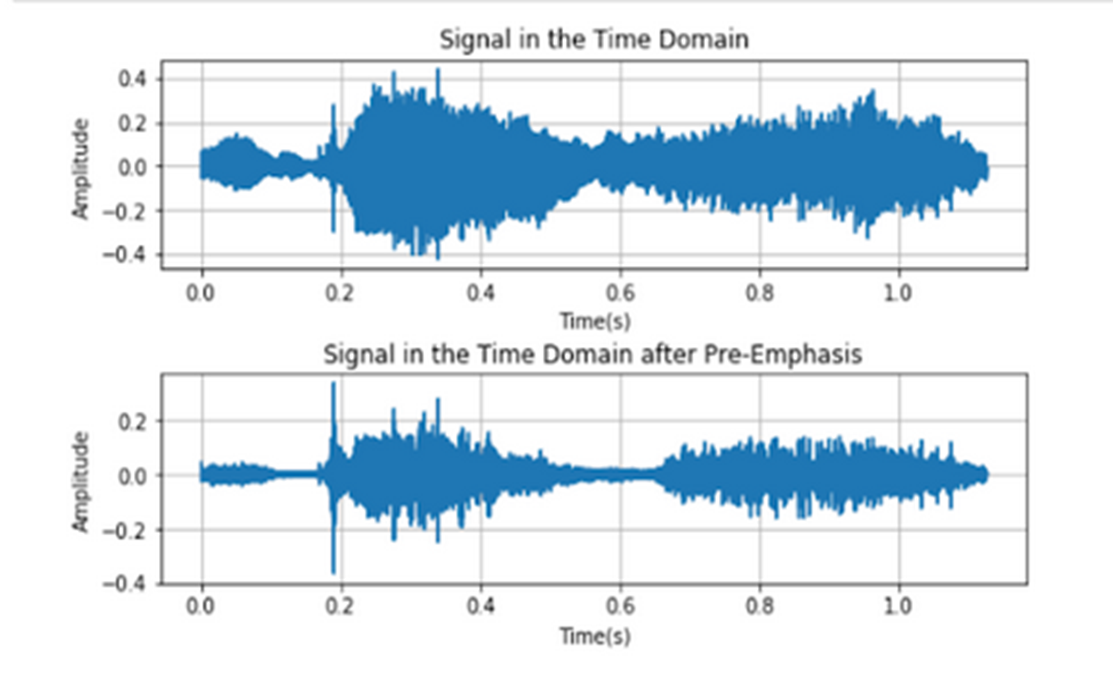 Signal in the Time Domain
0.4
0.2
0.0
−0.2
−0.4
Amplitude
0.0 0.2 0.4 0.6 0.8 1.0
Time(s)
Signal in the Time Domain after Pre-Emphasis
0.2
0.0
−0.2
−0.4
Amplitude
0.0 0.2 0.4 0.6 0.8 1.0
Time(s)